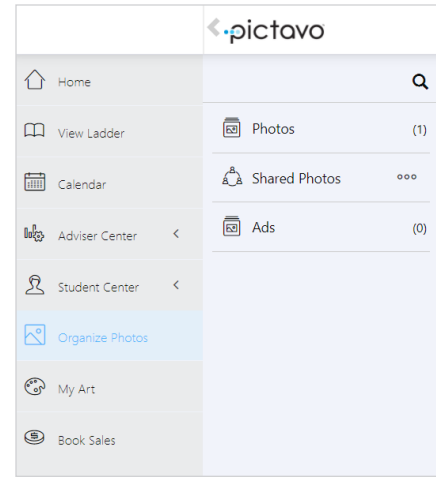 pictavo
Home
View Ladder
Calendar
Adviser Center
Student Center
Organize Photos
My Art
Book Sales
Photos (1)
Shared Photos
Ads (0)